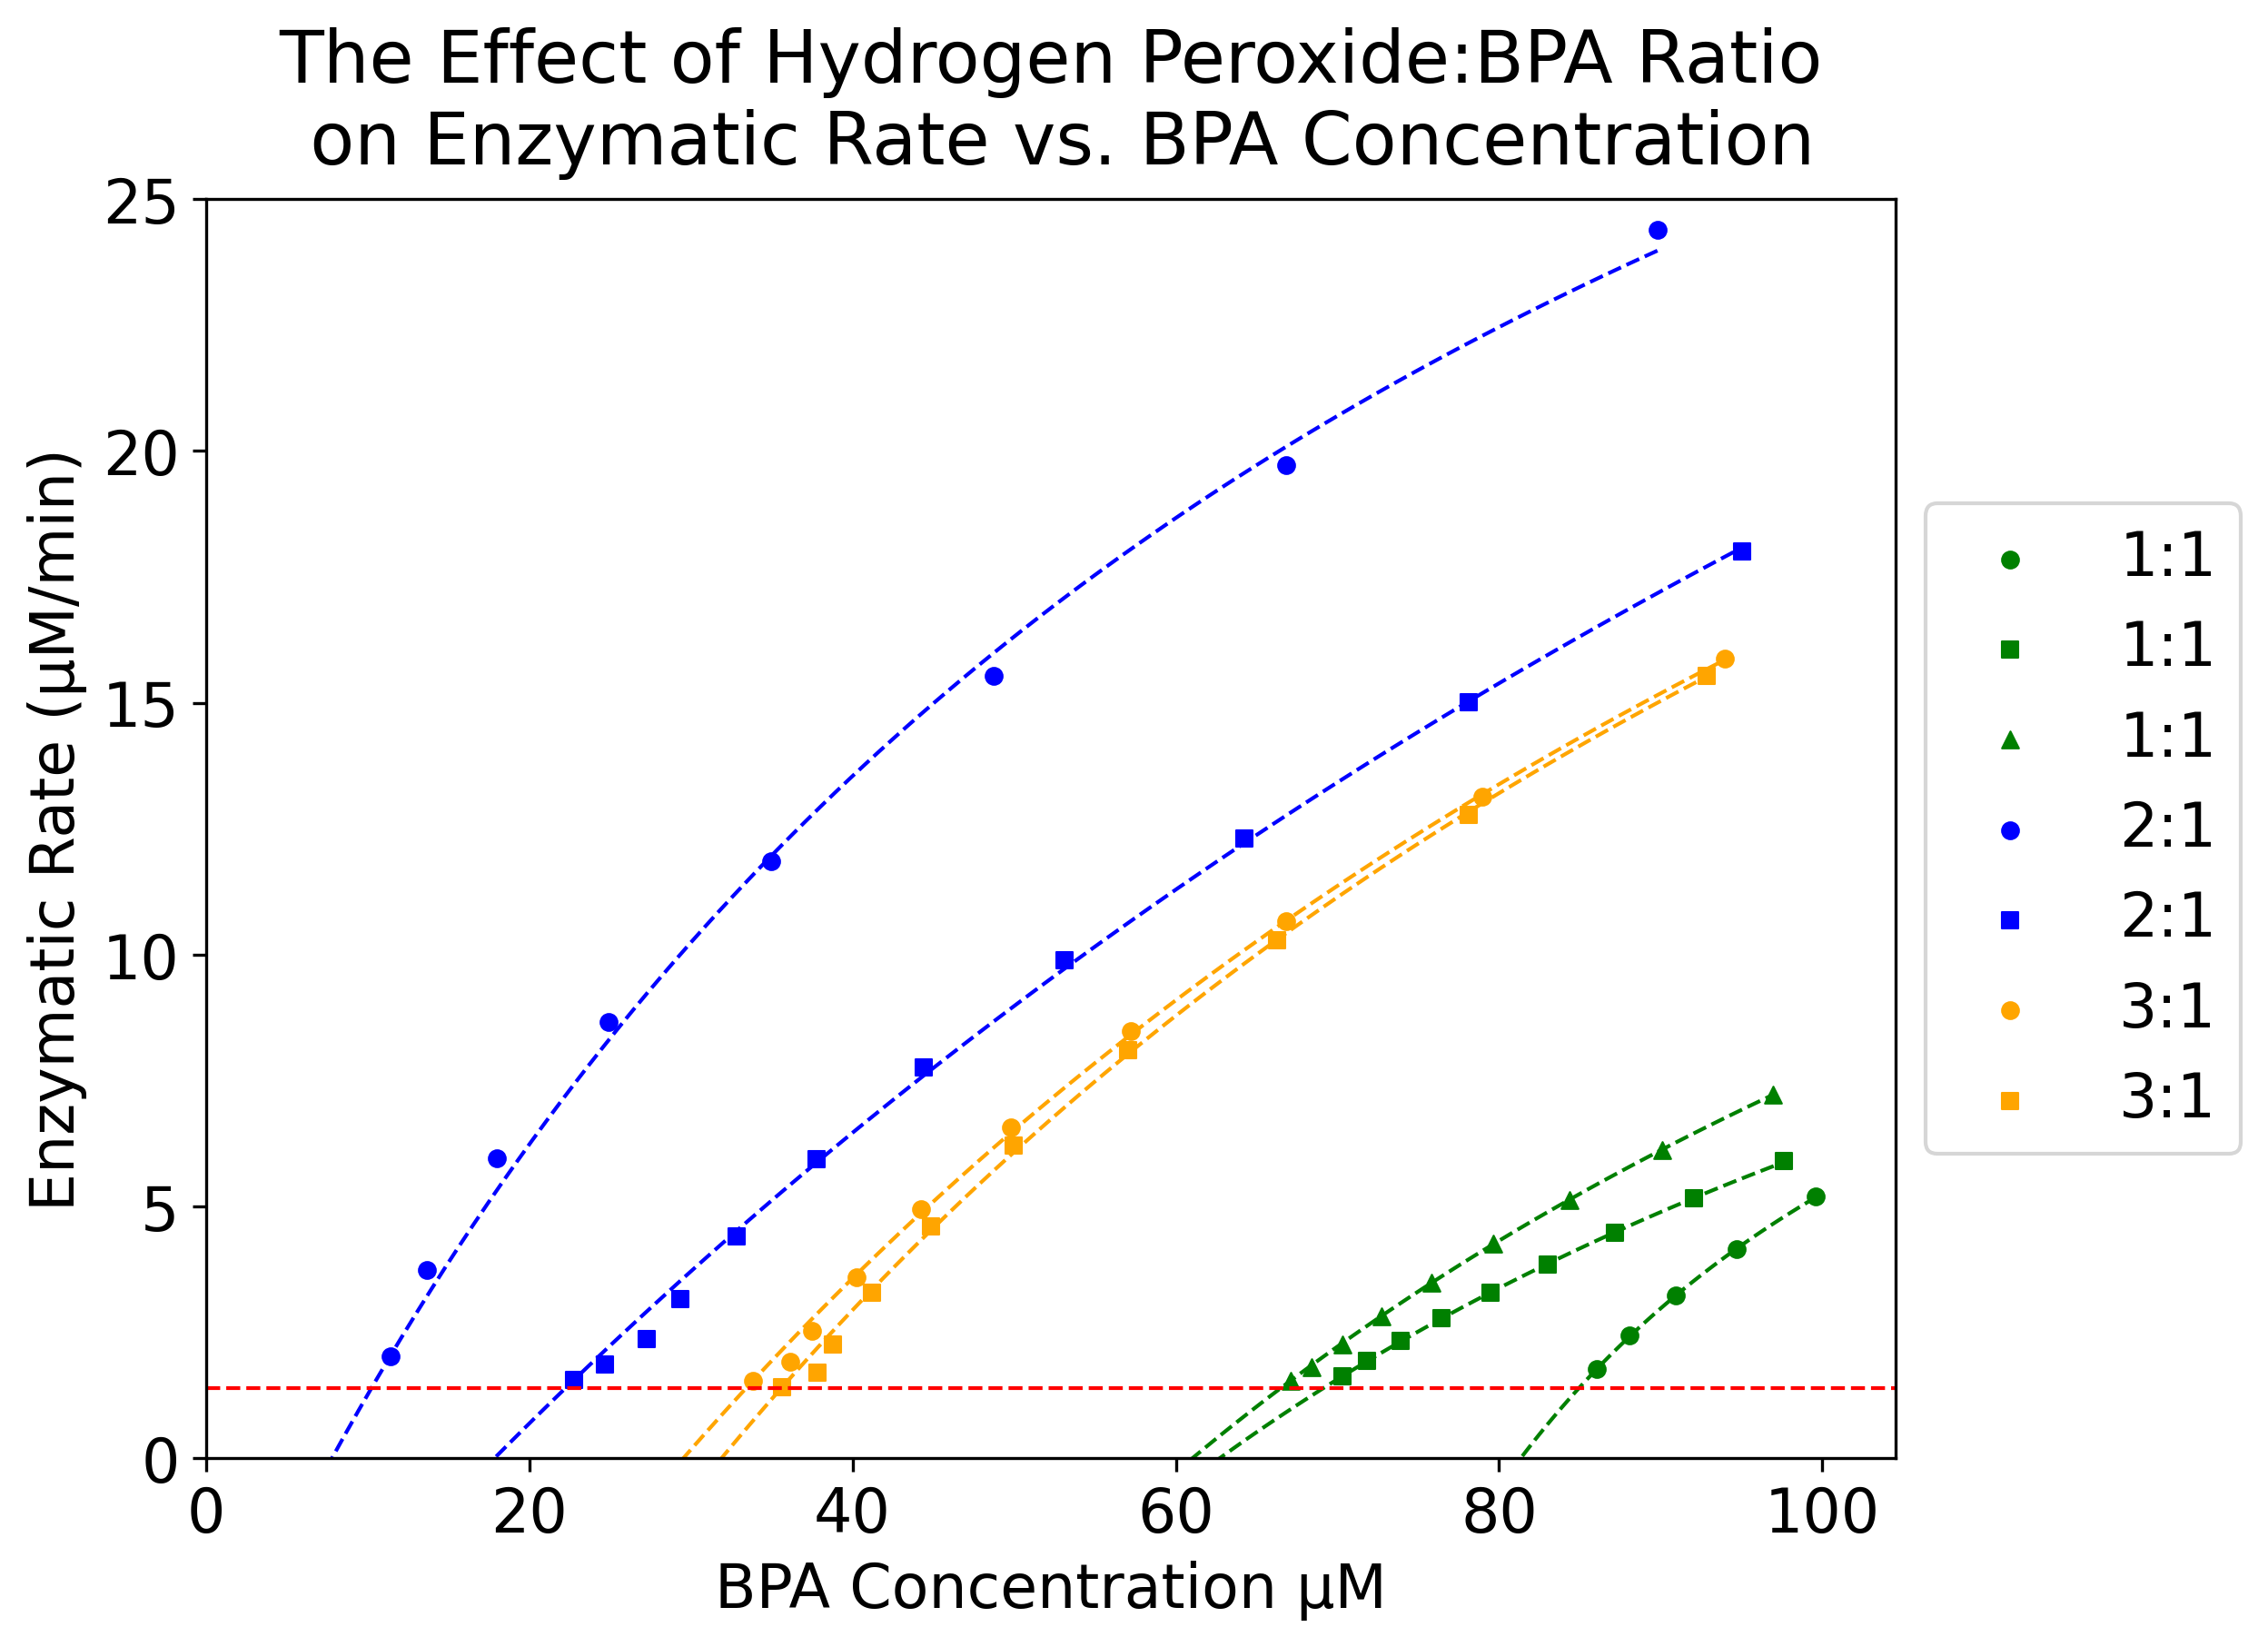 The Effect of Hydrogen Peroxide:BPA Ratio
on Enzymatic Rate vs. BPA Concentration
Enzymatic Rate (µM/min)
25
20
15
10
5
0
0 20 40 60 80 100
BPA Concentration µM
1:1
1:1
1:1
2:1
2:1
3:1
3:1